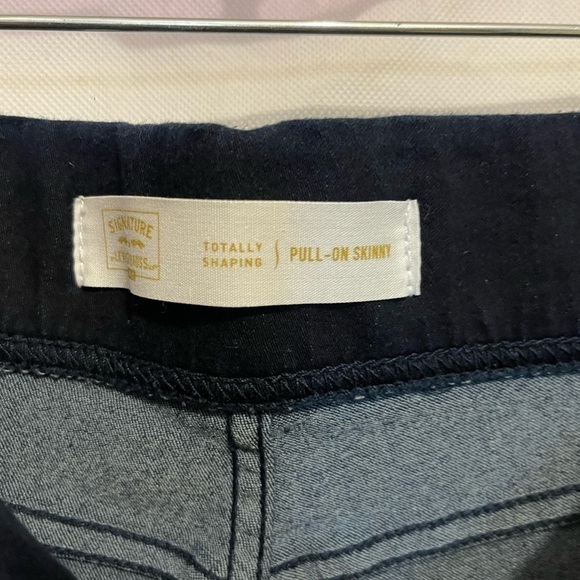 SIGNATURE
TOTALLY
SHAPING
PULL-ON SKINNY